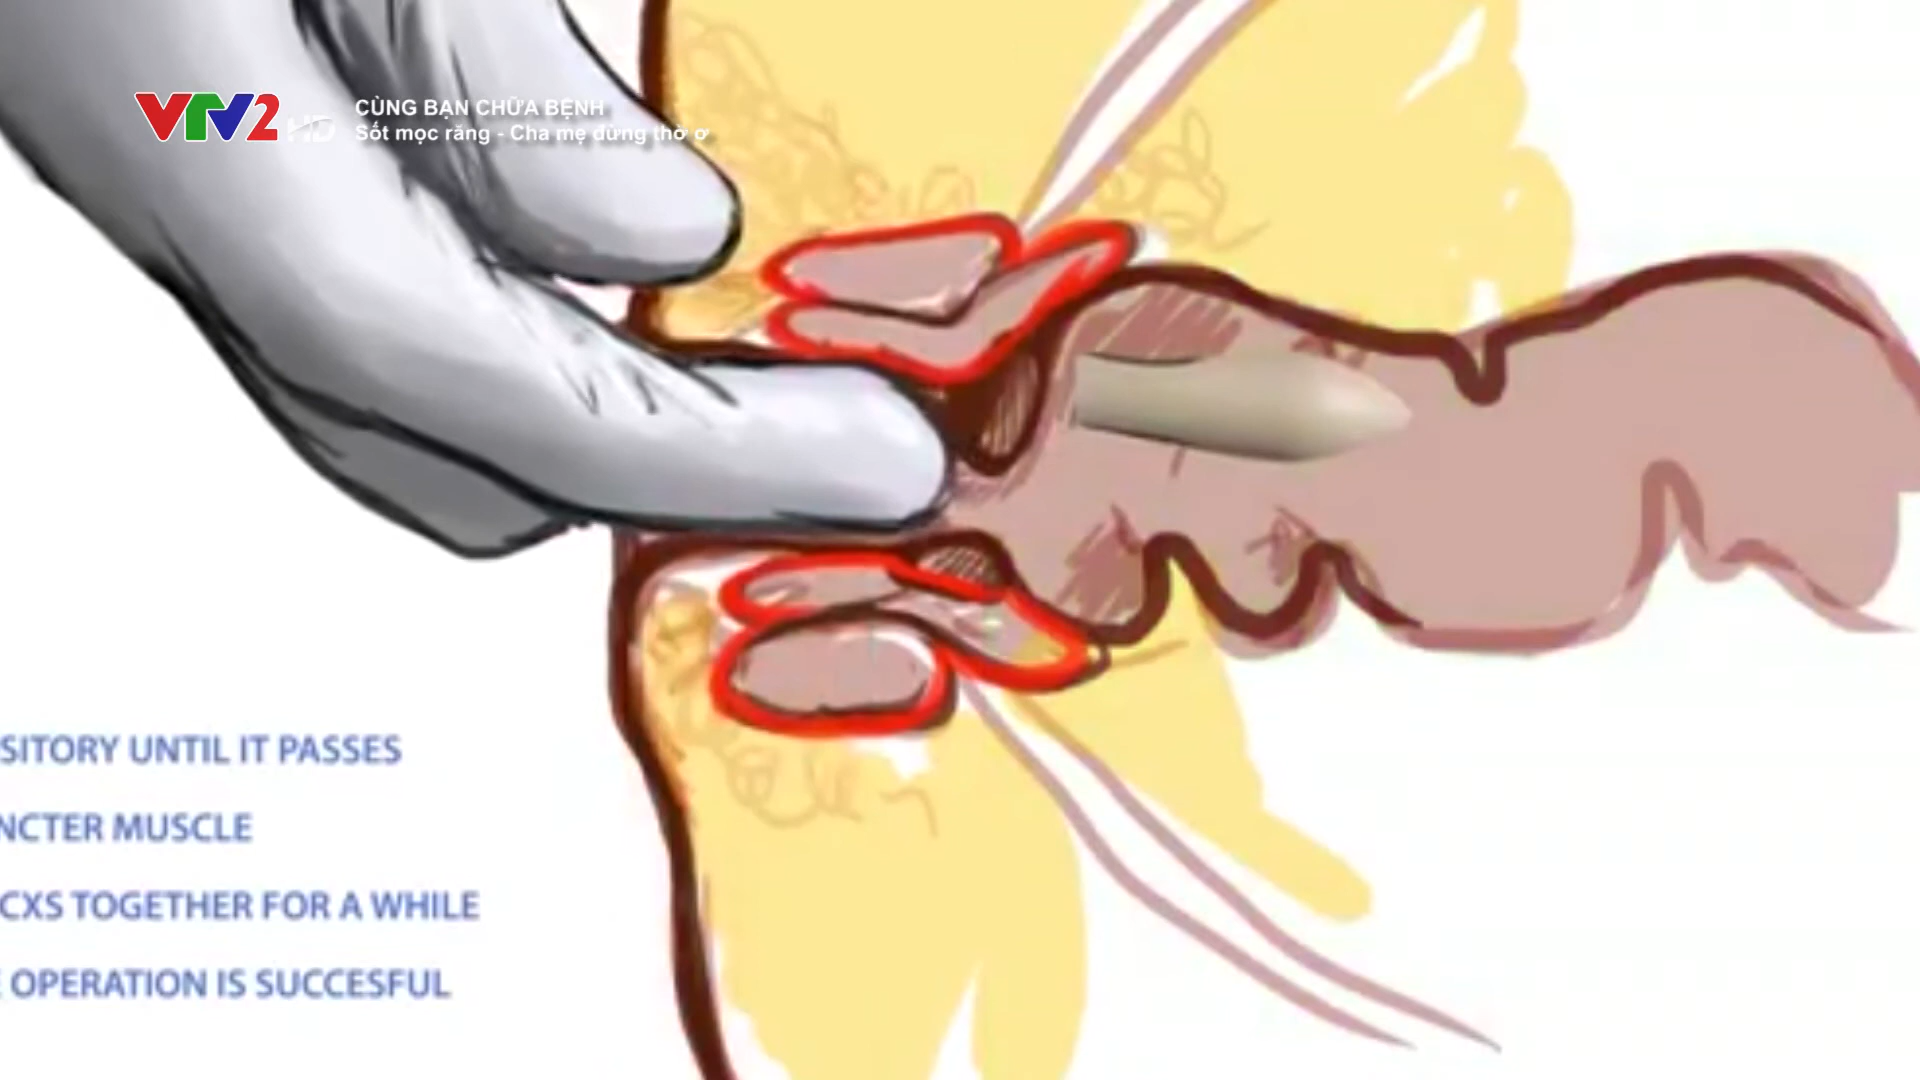 VTV2 HD
CÙNG BẠN CHỮA BỆNH
Sốt mọc răng - Cha mẹ đừng thờ ơ
SITORY UNTIL IT PASSES
NCTER MUSCLE
CXS TOGETHER FOR A WHILE
E OPERATION IS SUCCESFUL